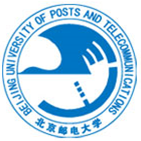 BEIJING UNIVERSITY OF POSTS AND TELECOMMUNICATIONS
北京邮电大学